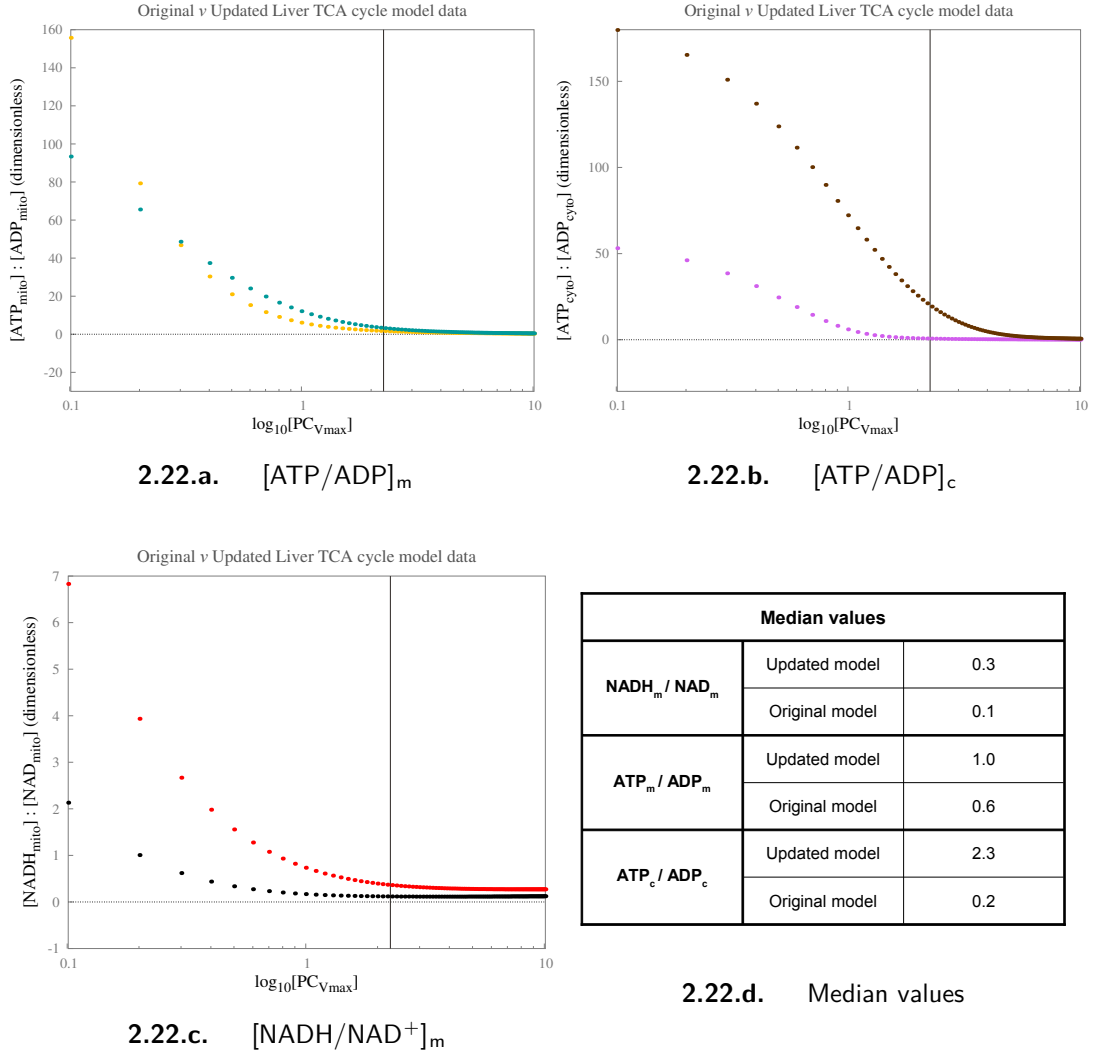 Original v Updated Liver TCA cycle model data
160
140
120
100
80
60
40
20
0
-20
0.1
1
10
[ATPmito] : [ADPmito] (dimensionless)
log10[PCVmax]
2.22.a. [ATP/ADP]m
Original v Updated Liver TCA cycle model data
150
100
50
0
0.1
1
10
[ATPcyto] : [ADPcyto] (dimensionless)
log10[PCVmax]
2.22.b. [ATP/ADP]c
Original v Updated Liver TCA cycle model data
7
6
5
4
3
2
1
0
-1
0.1
1
10
[NADHmito] : [NADmito] (dimensionless)
log10[PCVmax]
2.22.c. [NADH/NAD+]m
Median values
NADHm / NADm
Updated model 0.3
Original model 0.1
ATPm / ADPm
Updated model 1.0
Original model 0.6
ATPc / ADPc
Updated model 2.3
Original model 0.2
2.22.d. Median values